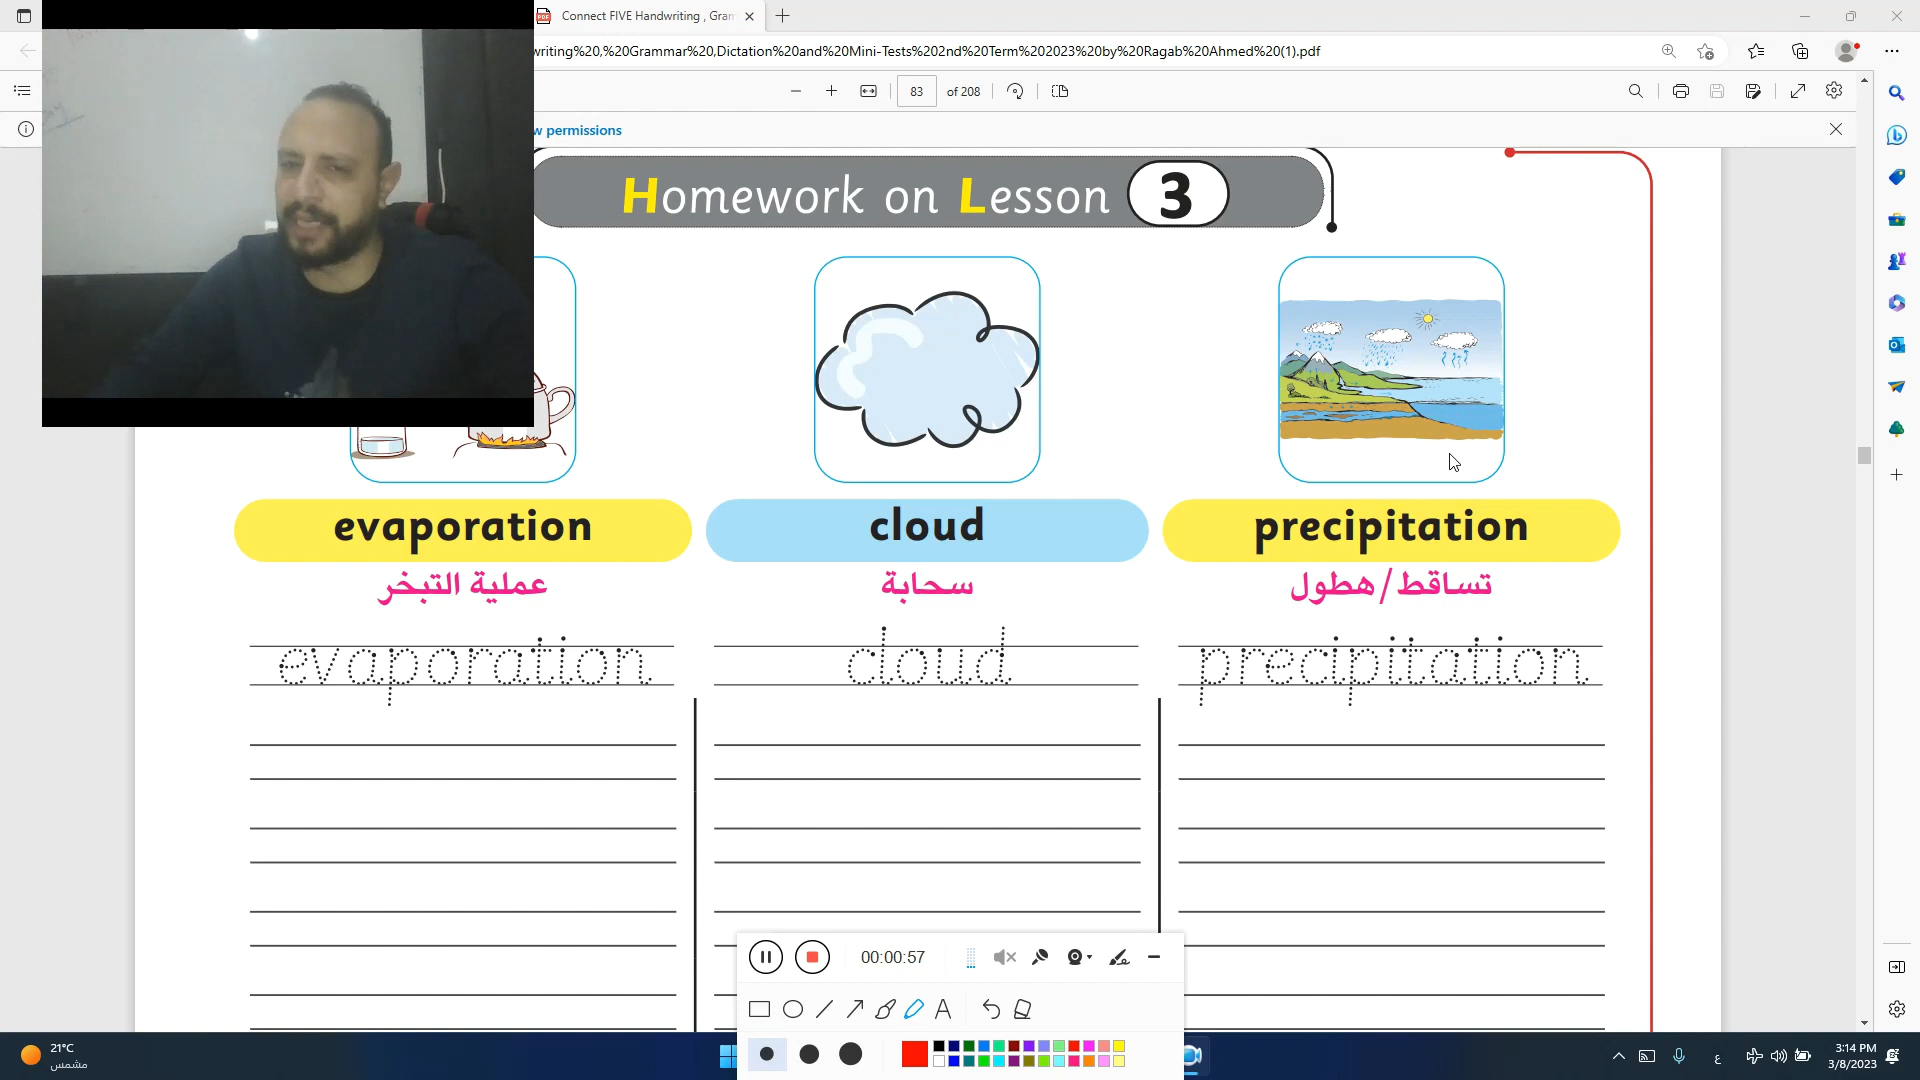 Connect FIVE Handwriting , Gram
writing%20,%20Grammar%20,Dictation%20and%20Mini-Tests%202nd%20Term%202023%20by%20Ragab%20Ahmed%20(1).pdf
83 of 208
w permissions
Homework on Lesson 3
evaporation
cloud
precipitation
عملية التبخر
سحابة
تساقط/هطول
evaporation
cloud
precipitation
00:00:57
21°C
مشمس
ع
3:14 PM
3/8/2023